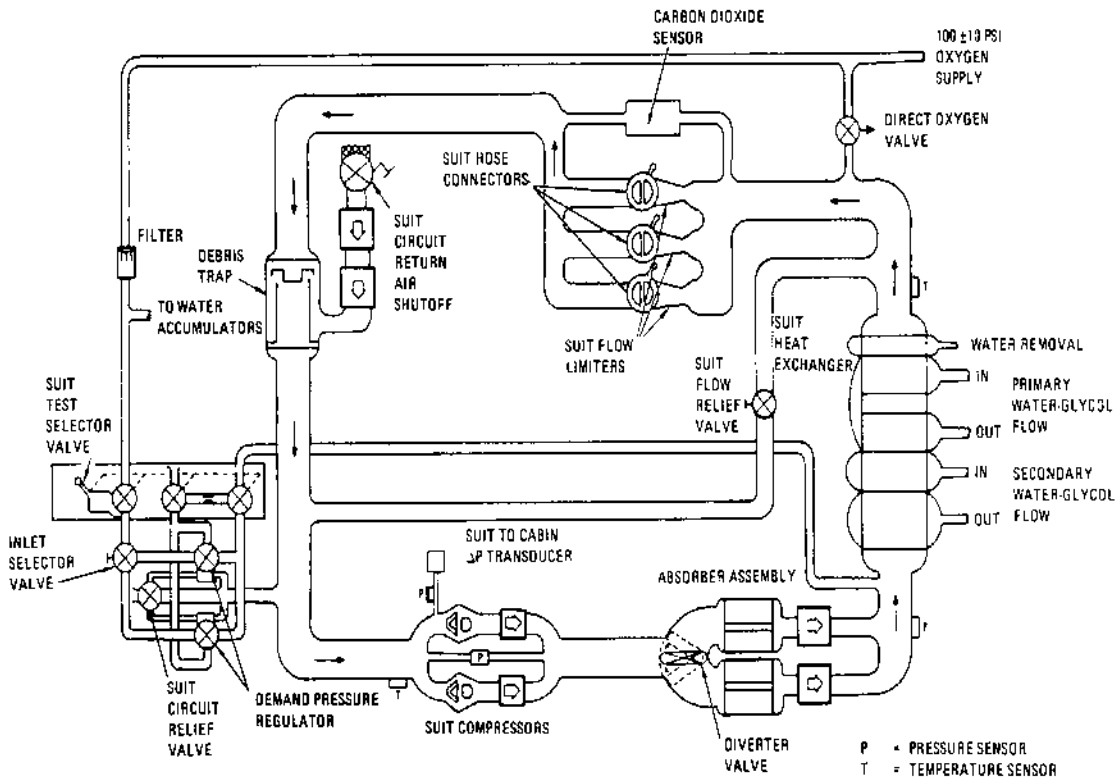 CARBON DIOXIDE
SENSOR
100 ±10 PSI
OXYGEN
SUPPLY
DIRECT OXYGEN
VALVE
SUIT HOSE
CONNECTORS
SUIT
CIRCUIT
RETURN
AIR
SHUTOFF
FILTER
DEBRIS
TRAP
TO WATER
ACCUMULATORS
SUIT FLOW
LIMITERS
T
SUIT
HEAT
EXCHANGER
WATER REMOVAL
SUIT
FLOW
RELIEF
VALVE
IN
PRIMARY
WATER-GLYCOL
FLOW
OUT
SUIT
TEST
SELECTOR
VALVE
IN
SECONDARY
WATER-GLYCOL
FLOW
OUT
INLET
SELECTOR
VALVE
SUIT TO CABIN
ΔP TRANSDUCER
P
ABSORBER ASSEMBLY
P
P
T
SUIT
CIRCUIT
RELIEF
VALVE
DEMAND PRESSURE
REGULATOR
SUIT COMPRESSORS
DIVERTER
VALVE
P = PRESSURE SENSOR
T = TEMPERATURE SENSOR